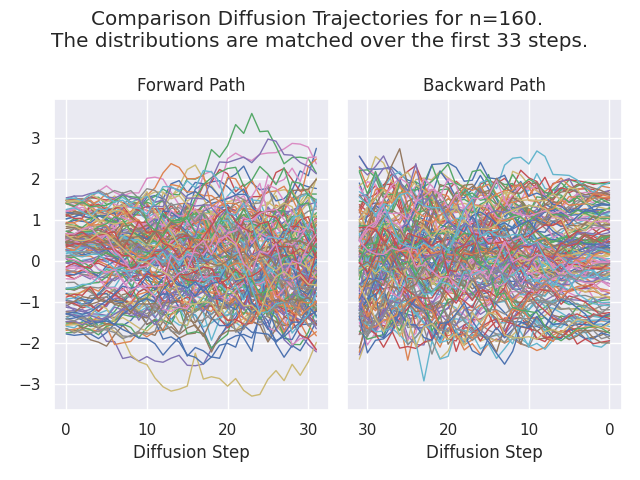 Comparison Diffusion Trajectories for n=160.
The distributions are matched over the first 33 steps.
Forward Path
Backward Path
3
2
1
0
−1
−2
−3
0 10 20 30
30 20 10 0
Diffusion Step
Diffusion Step